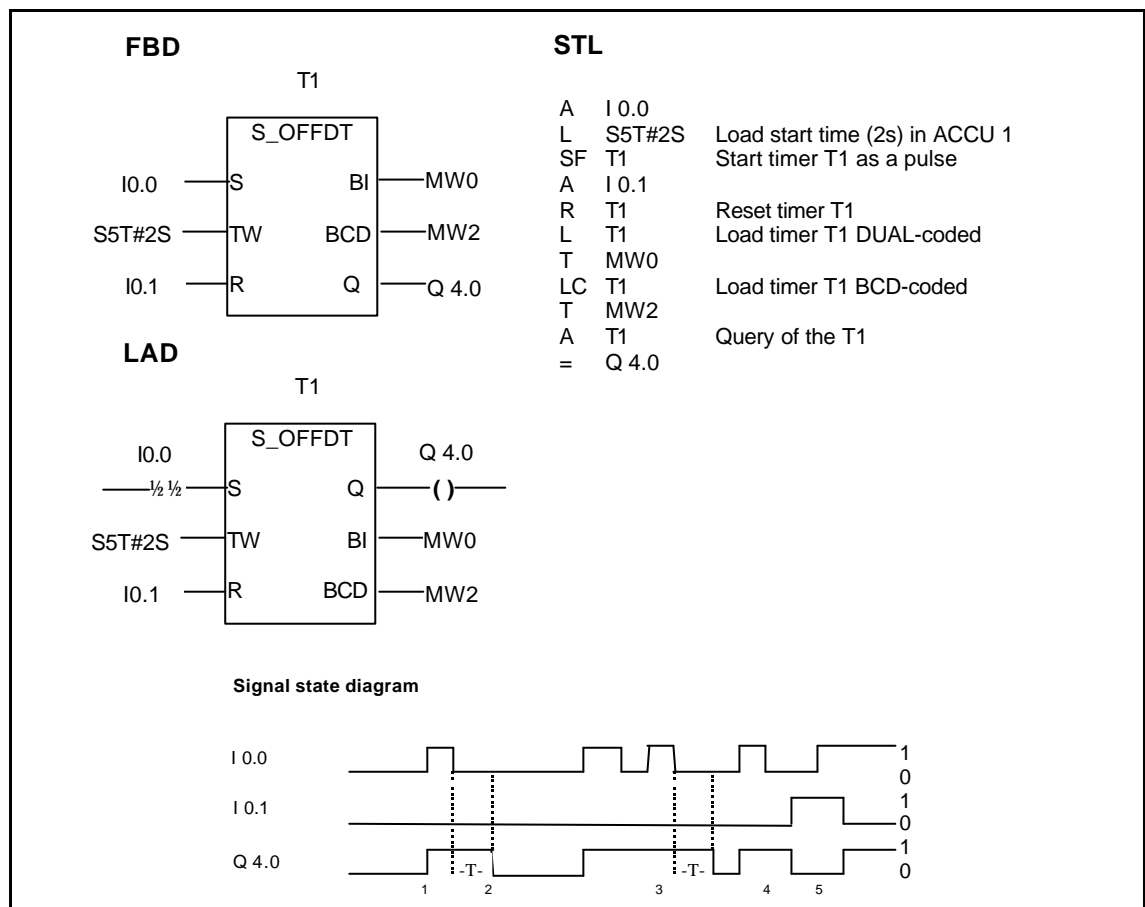 FBD
T1
S_OFFDT
I0.0 S BI MW0
S5T#2S TW BCD MW2
I0.1 R Q Q 4.0
LAD
T1
S_OFFDT
I0.0 Q 4.0
½ ½ S Q ( )
S5T#2S TW BI MW0
I0.1 R BCD MW2
STL
A I 0.0
L S5T#2S Load start time (2s) in ACCU 1
SF T1 Start timer T1 as a pulse
A I 0.1
R T1 Reset timer T1
L T1 Load timer T1 DUAL-coded
T MW0
LC T1 Load timer T1 BCD-coded
T MW2
A T1 Query of the T1
= Q 4.0
Signal state diagram
I 0.0 1
0
I 0.1 1
0
Q 4.0 1
-T- -T- 0
1 2 3 4 5